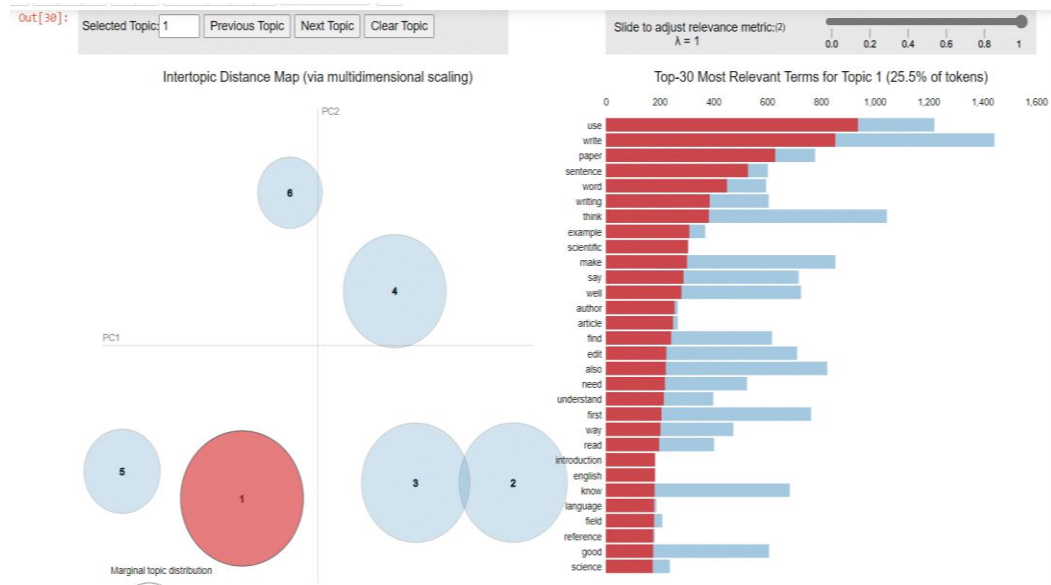 Out[30]:
Selected Topic: 1 Previous Topic Next Topic Clear Topic
Slide to adjust relevance metric:(2)
λ = 1
0.0 0.2 0.4 0.6 0.8 1
Intertopic Distance Map (via multidimensional scaling)
PC2
PC1
6
4
5
1
3
2
Marginal topic distribution
Top-30 Most Relevant Terms for Topic 1 (25.5% of tokens)
0 200 400 600 800 1,000 1,200 1,400 1,600
use
write
paper
sentence
word
writing
think
example
scientific
make
say
well
author
article
find
edit
also
need
understand
first
way
read
introduction
english
know
language
field
reference
good
science